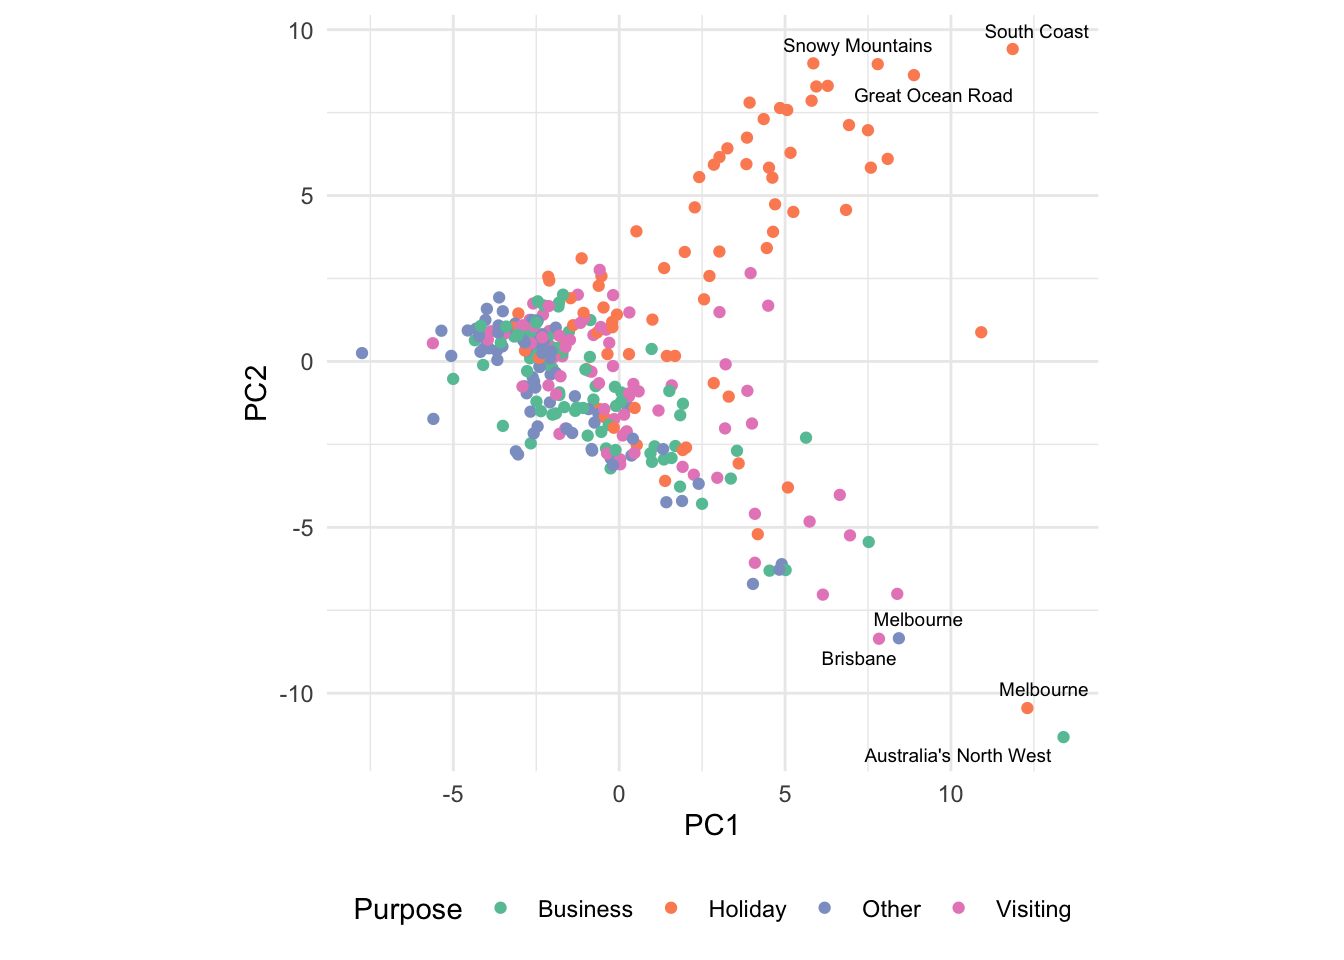 10
South Coast
Snowy Mountains
Great Ocean Road
5
0
PC2
-5
Melbourne
Brisbane
-10
Melbourne
Australia's North West
-5 0 5 10
PC1
Purpose Business Holiday Other Visiting